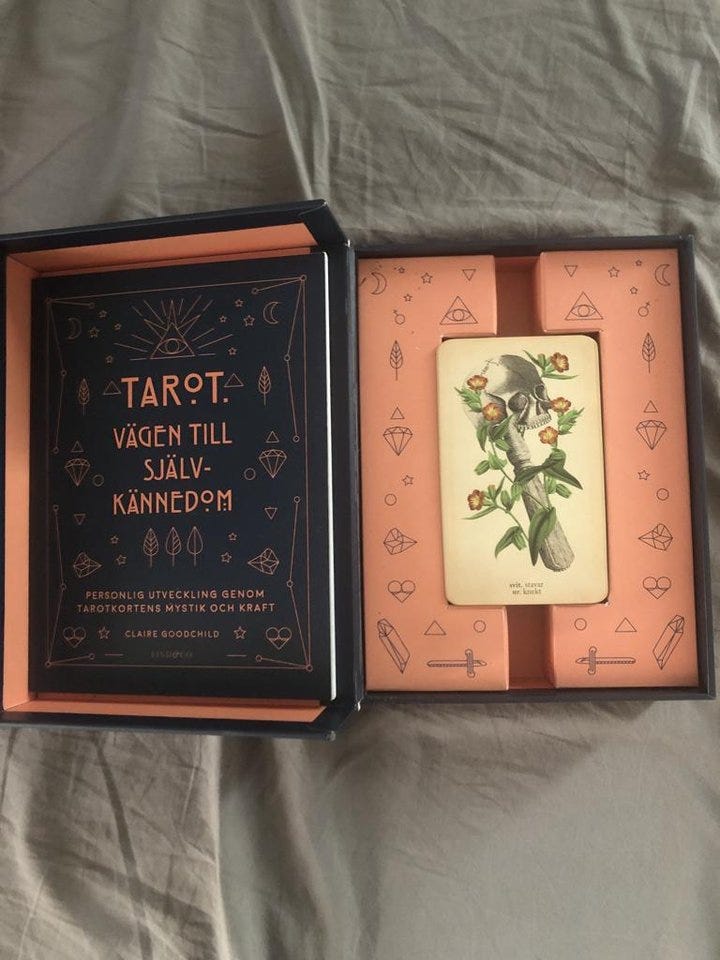 TAROT.
VÄGEN TILL
SJÄLV-
KÄNNEDOM
PERSONLIG UTVECKLING GENOM
TAROTKORTENS MYSTIK OCH KRAFT
CLAIRE GOODCHILD
svit. stavar
nr. knekt